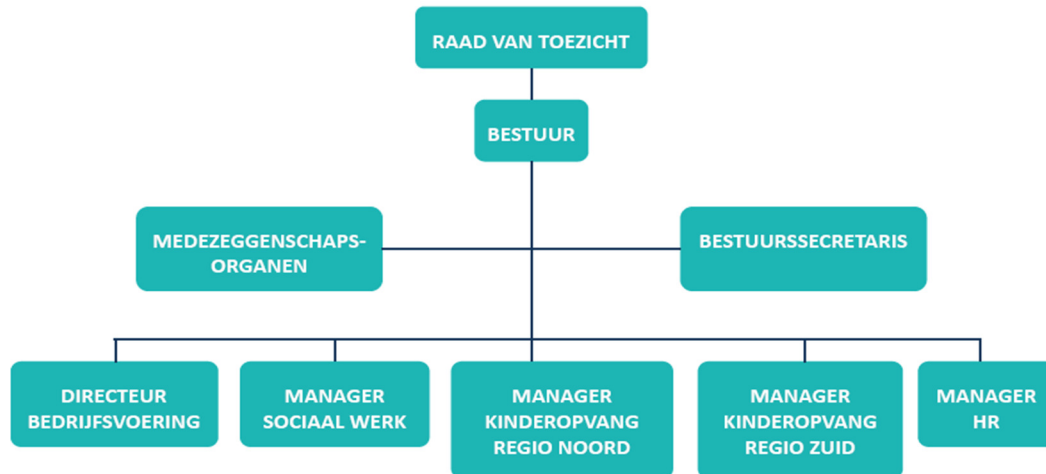 RAAD VAN TOEZICHT
BESTUUR
MEDEZEGGENSCHAPS-
ORGANEN
BESTUURSSECRETARIS
DIRECTEUR
BEDRIJFSVOERING
MANAGER
SOCIAAL WERK
MANAGER
KINDEROPVANG
REGIO NOORD
MANAGER
KINDEROPVANG
REGIO ZUID
MANAGER
HR